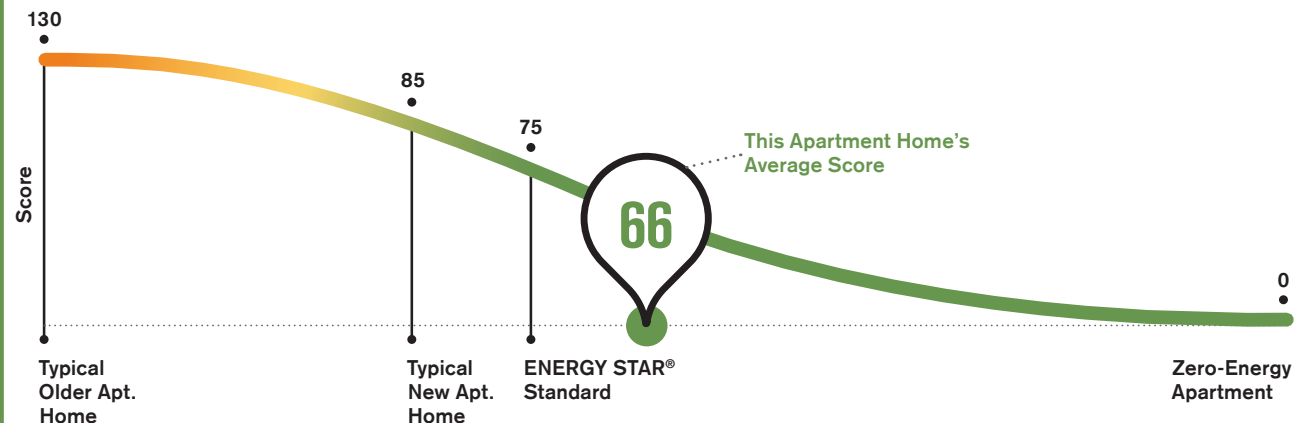 130
85
75
This Apartment Home's
Average Score
66
0
Score
Typical
Older Apt.
Home
Typical
New Apt.
Home
ENERGY STAR®
Standard
Zero-Energy
Apartment